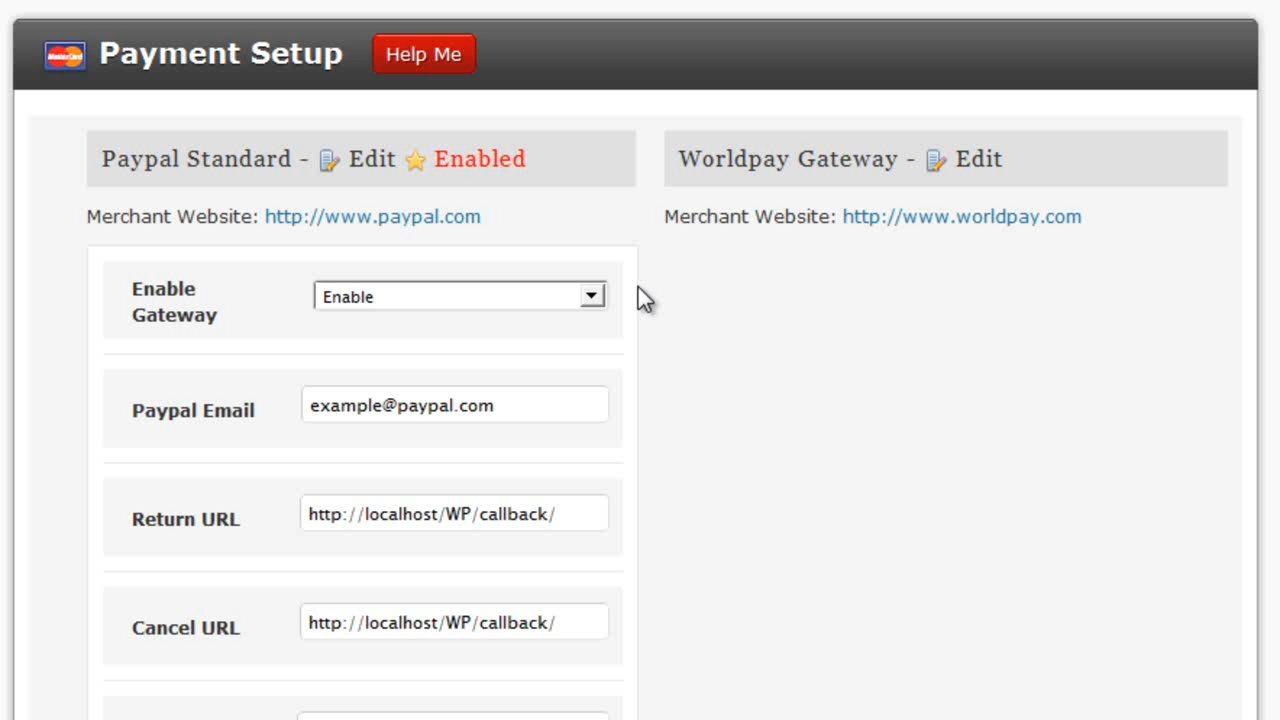 MasterCard Payment Setup Help Me
Paypal Standard - Edit Enabled
Merchant Website: http://www.paypal.com
Enable
Gateway
Enable
Paypal Email
example@paypal.com
Return URL
http://localhost/WP/callback/
Cancel URL
http://localhost/WP/callback/
Worldpay Gateway - Edit
Merchant Website: http://www.worldpay.com